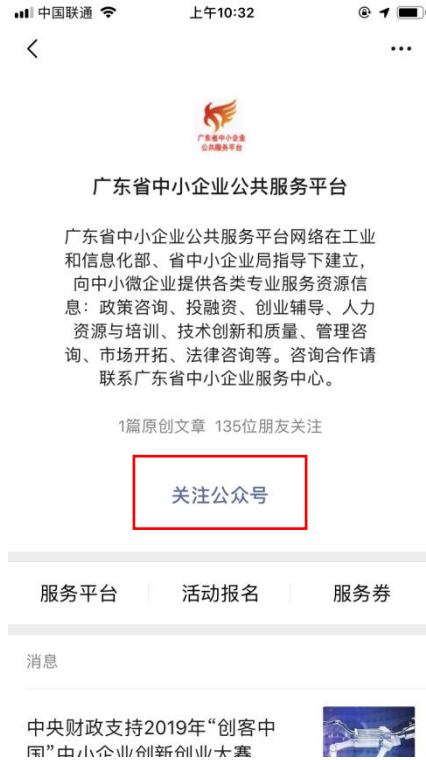 中国联通
上午10:32
广东省中小企业
公共服务平台
广东省中小企业公共服务平台
广东省中小企业公共服务平台网络在工业
和信息化部、省中小企业局指导下建立，
向中小微企业提供各类专业服务资源信
息：政策咨询、投融资、创业辅导、人力
资源与培训、技术创新和质量、管理咨
询、市场开拓、法律咨询等。咨询合作请
联系广东省中小企业服务中心。
1篇原创文章 135位朋友关注
关注公众号
服务平台 活动报名 服务券
消息
中央财政支持2019年“创客中
国”中小企业创新创业大赛